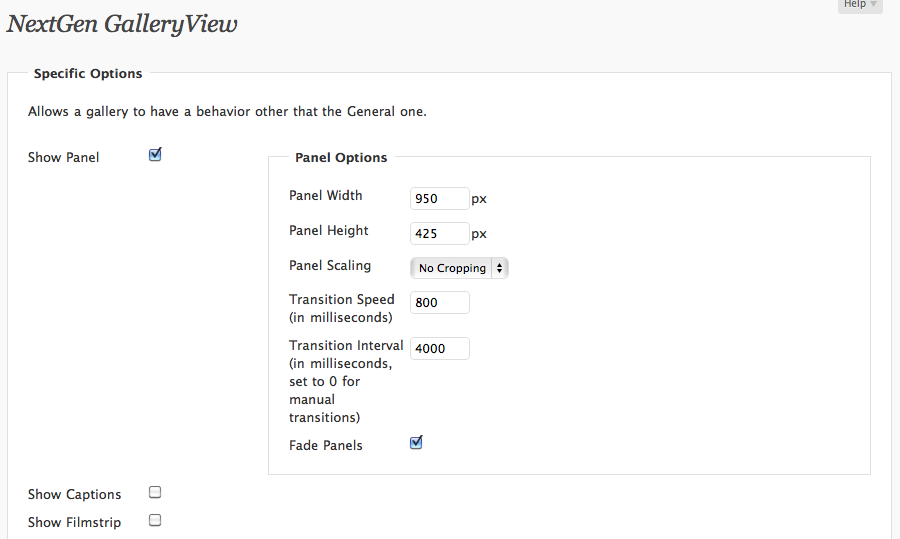 Help
NextGen GalleryView
Specific Options
Allows a gallery to have a behavior other that the General one.
Show Panel
Panel Options
Panel Width 950 px
Panel Height 425 px
Panel Scaling No Cropping
Transition Speed 800
(in milliseconds)
Transition Interval 4000
(in milliseconds,
set to 0 for
manual
transitions)
Fade Panels
Show Captions
Show Filmstrip